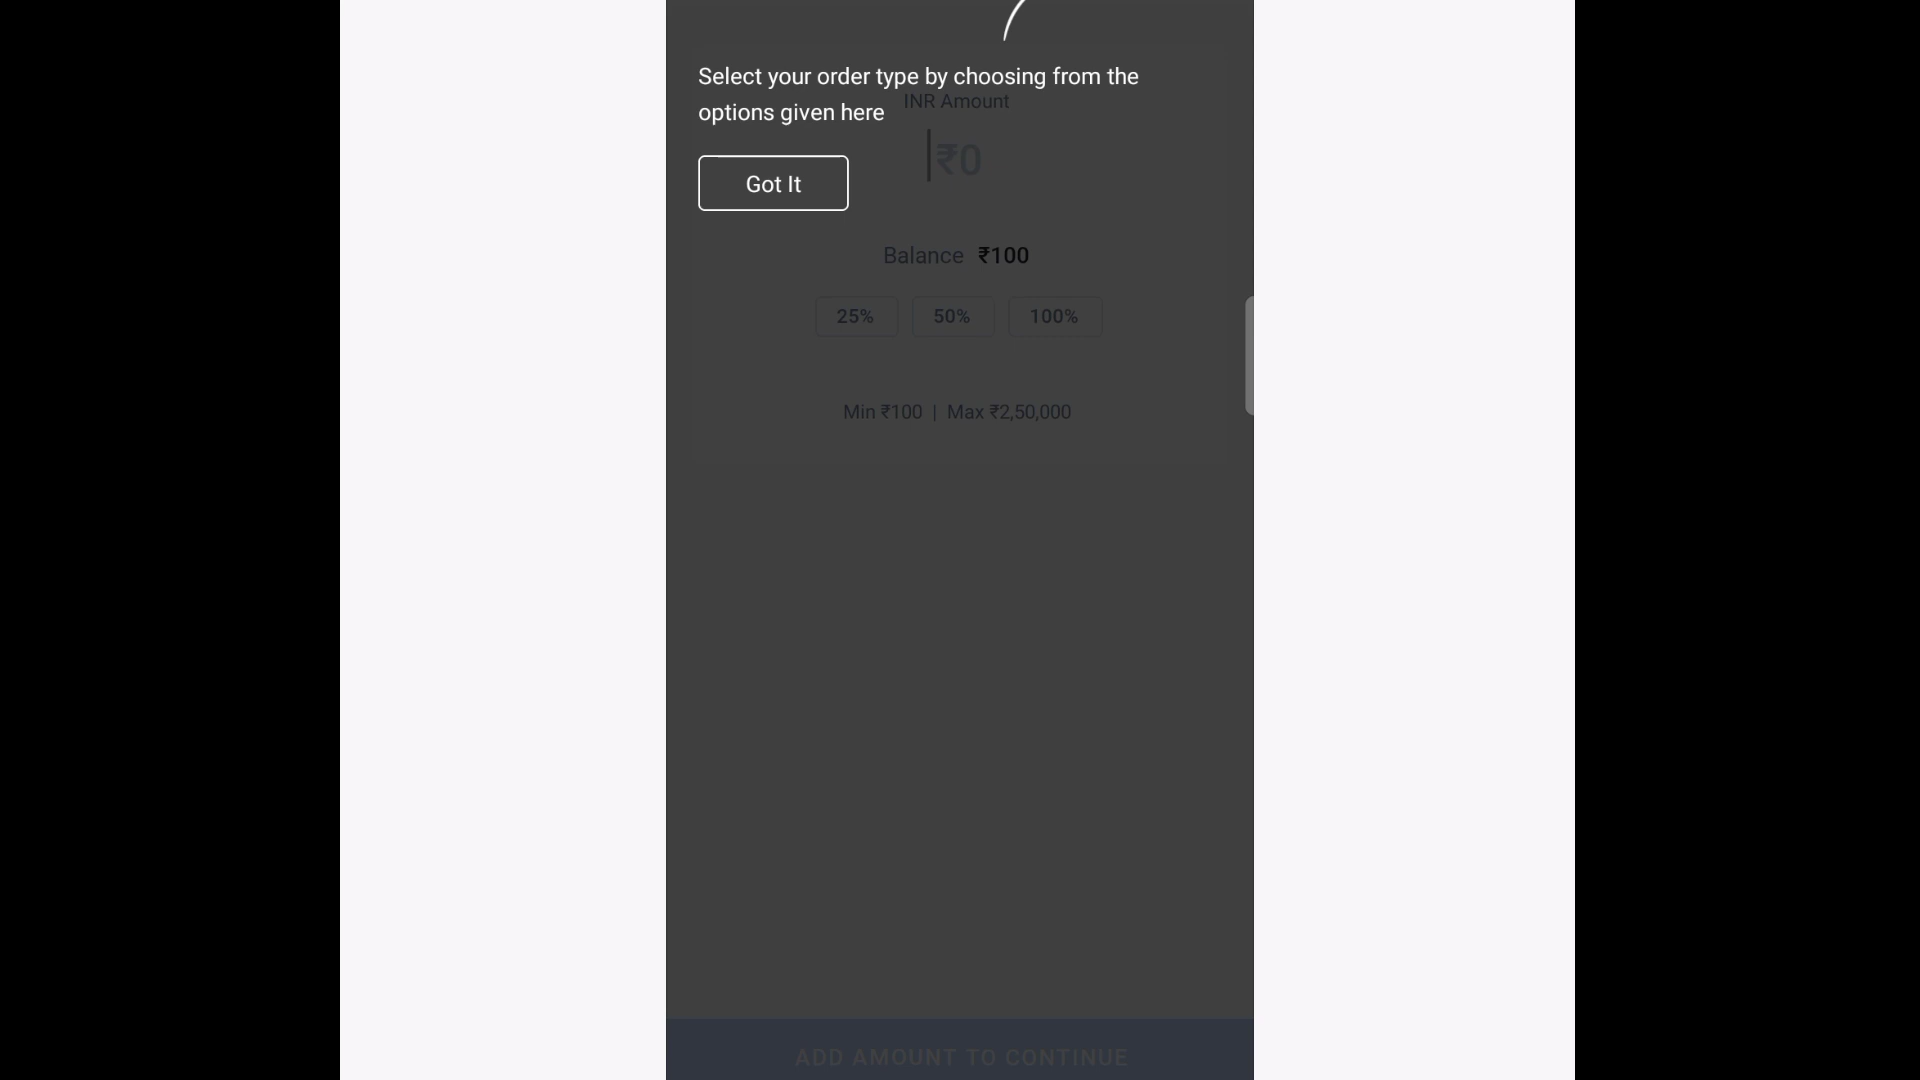 Select your order type by choosing from the
options given here
INR Amount
₹0
Got It
Balance ₹100
25% 50% 100%
Min ₹100 | Max ₹2,50,000
ADD AMOUNT TO CONTINUE